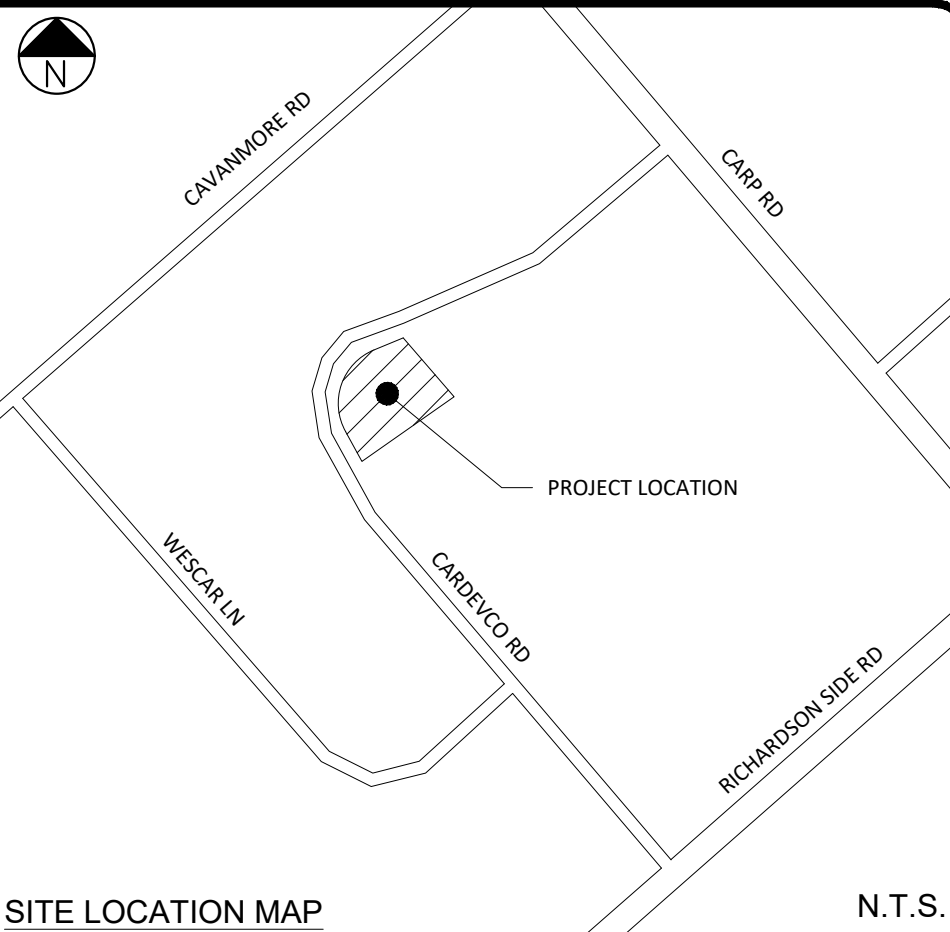 N
CAVANMORE RD
CARP RD
PROJECT LOCATION
WESCAR LN
CARDEVCO RD
RICHARDSON SIDE RD
SITE LOCATION MAP
N.T.S.